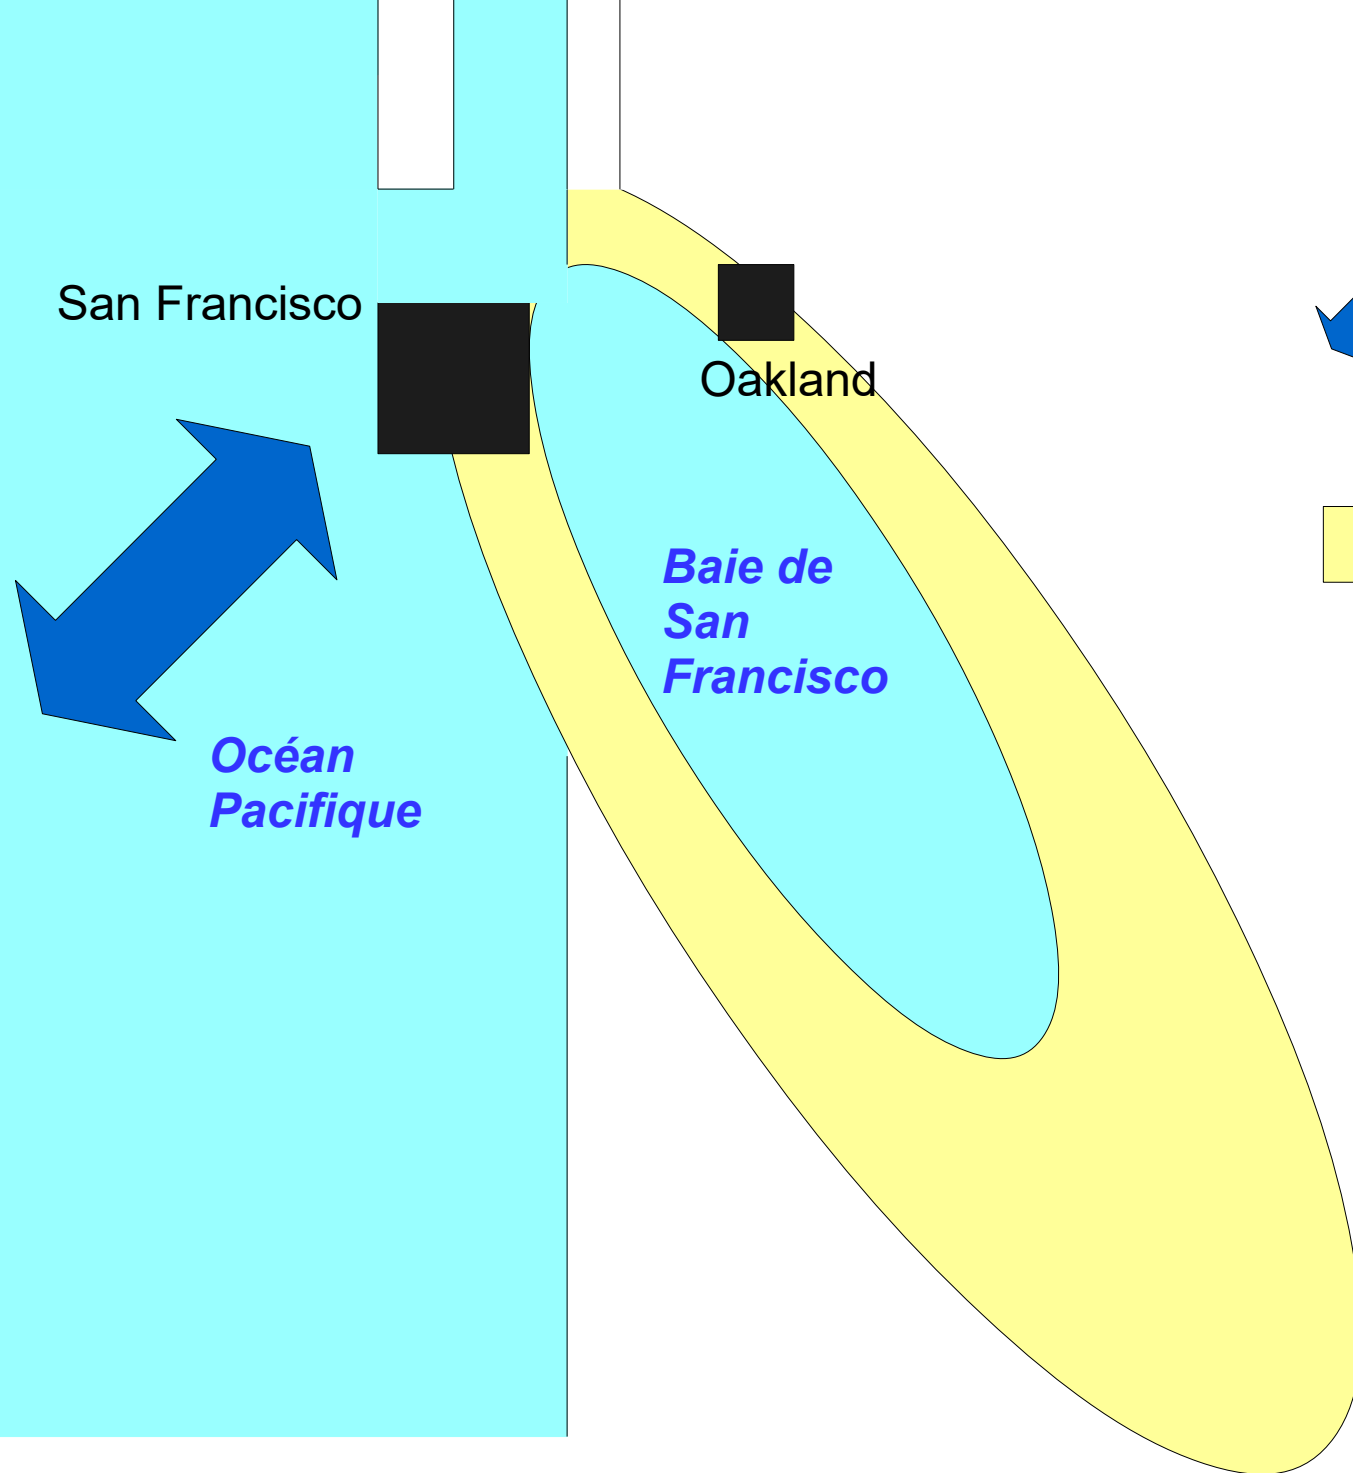 San Francisco
Oakland
Baie de
San
Francisco
Océan
Pacifique